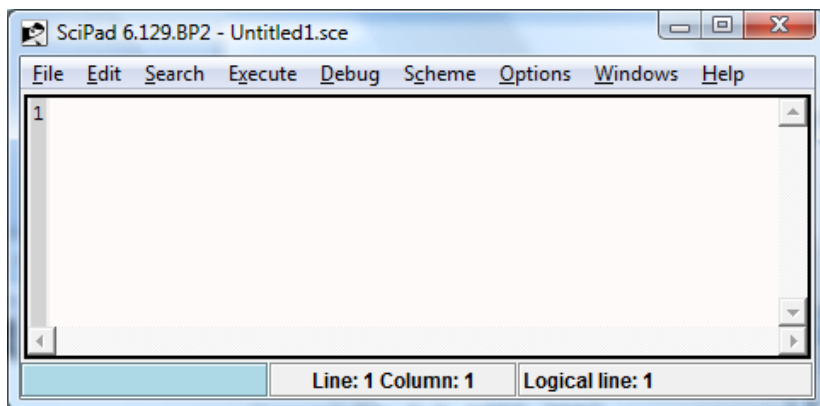 SciPad 6.129.BP2 - Untitled1.sce
File Edit Search Execute Debug Scheme Options Windows Help
1
Line: 1 Column: 1 Logical line: 1